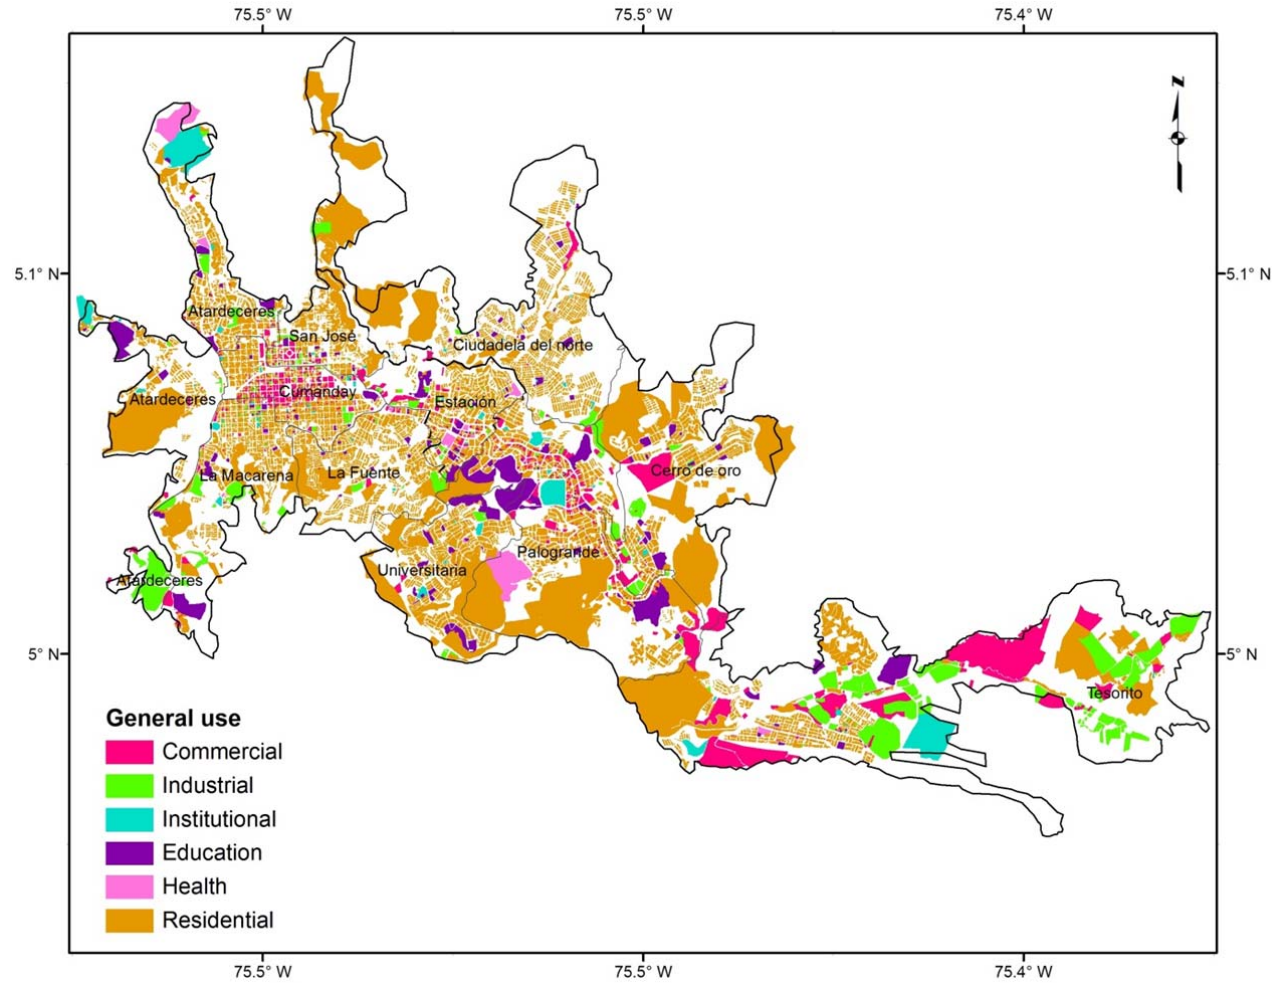 75.5° W
75.5° W
75.4° W
N
5.1° N
5.1° N
Atardeceres
San José
Ciudadela del norte
Atardeceres
Cumanday
Estación
La Macarena
La Fuente
Cerro de oro
Palogrande
Universitaria
Atardeceres
5° N
5° N
Tesorito
General use
Commercial
Industrial
Institutional
Education
Health
Residential
75.5° W
75.5° W
75.4° W